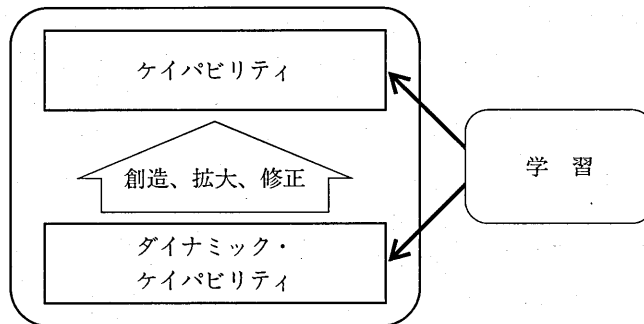 ケイパビリティ
創造、拡大、修正
学 習
ダイナミック・
ケイパビリティ